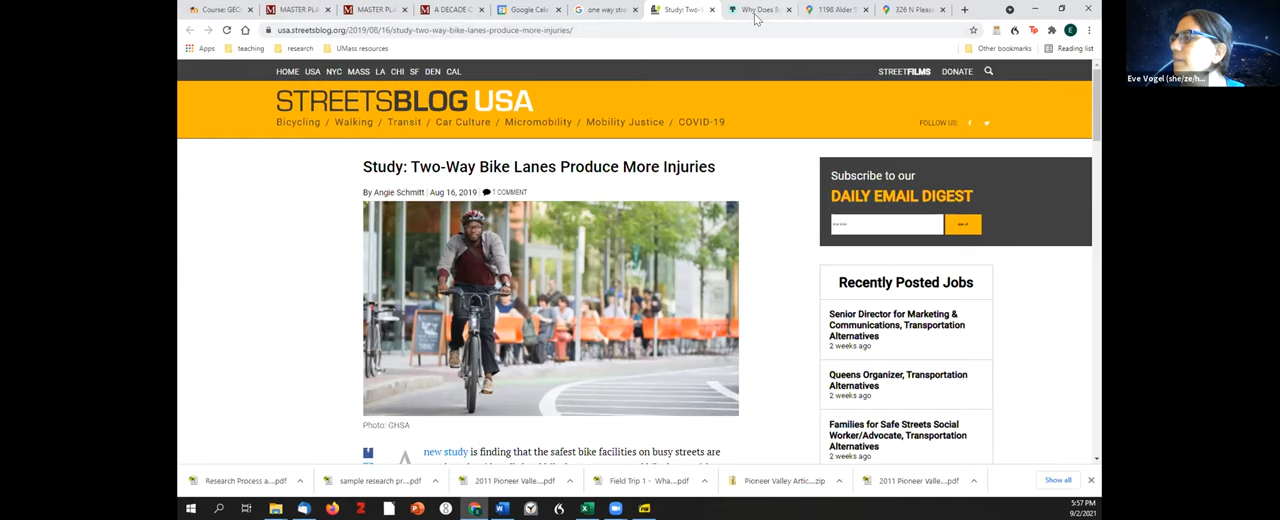 Course: GEO
MASTER PLA
MASTER PLA
A DECADE C
Google Cale
one way stre
Study: Two-V
Why Does B
1198 Alder S
326 N Pleasa
usa.streetsblog.org/2019/08/16/study-two-way-bike-lanes-produce-more-injuries/
Apps
teaching
research
UMass resources
Other bookmarks
Reading list
Eve Vogel (she/ze/h...
HOME USA NYC MASS LA CHI SF DEN CAL
STREETFILMS DONATE
STREETSBLOG USA
Bicycling / Walking / Transit / Car Culture / Micromobility / Mobility Justice / COVID-19
FOLLOW US:
Study: Two-Way Bike Lanes Produce More Injuries
By Angie Schmitt | Aug 16, 2019 | 1 COMMENT
Photo: GHSA
A new study is finding that the safest bike facilities on busy streets are
Subscribe to our
DAILY EMAIL DIGEST
Recently Posted Jobs
Senior Director for Marketing &
Communications, Transportation
Alternatives
2 weeks ago
Queens Organizer, Transportation
Alternatives
2 weeks ago
Families for Safe Streets Social
Worker/Advocate, Transportation
Alternatives
2 weeks ago
Research Process a....pdf
sample research pr....pdf
2011 Pioneer Valle....pdf
Field Trip 1 - Wha....pdf
Pioneer Valley Artic....zip
2011 Pioneer Valle....pdf
Show all
5:57 PM
9/2/2021